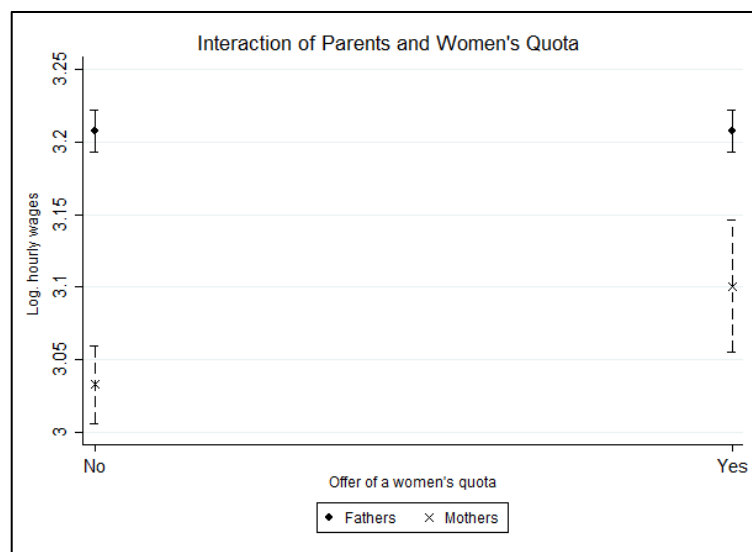 Interaction of Parents and Women's Quota
3.25
3.2
3.15
3.1
3.05
3
Log. hourly wages
No
Yes
Offer of a women's quota
Fathers
Mothers